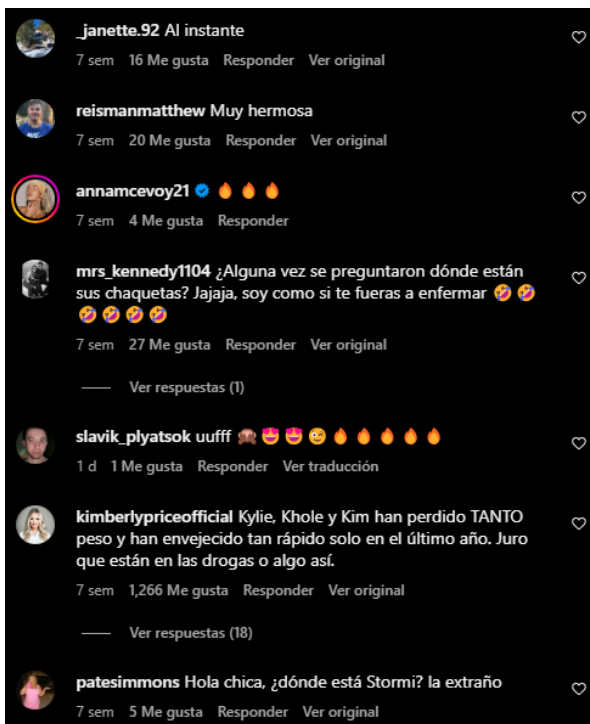 _janette.92 Al instante
7 sem 16 Me gusta Responder Ver original
reismanmatthew Muy hermosa
7 sem 20 Me gusta Responder Ver original
annamcevoy21 🔥 🔥 🔥
7 sem 4 Me gusta Responder
mrs_kennedy1104 ¿Alguna vez se preguntaron dónde están
sus chaquetas? Jajaja, soy como si te fueras a enfermar 🤣 🤣
🤣 🤣 🤣 🤣
7 sem 27 Me gusta Responder Ver original
Ver respuestas (1)
slavik_plyatsok uufff 🙈 🤩 🤩 😉 🔥 🔥 🔥 🔥 🔥
1 d 1 Me gusta Responder Ver traducción
kimberlypriceofficial Kylie, Khole y Kim han perdido TANTO
peso y han envejecido tan rápido solo en el último año. Juro
que están en las drogas o algo así.
7 sem 1,266 Me gusta Responder Ver original
Ver respuestas (18)
patesimmons Hola chica, ¿dónde está Stormi? la extraño
7 sem 5 Me gusta Responder Ver original